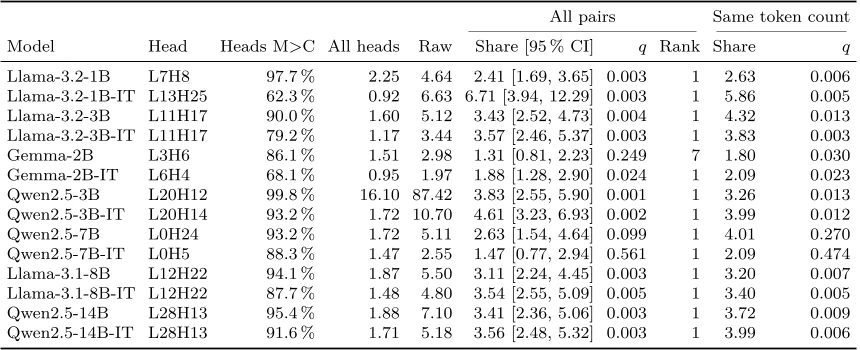 All pairs Same token count
Model Head Heads M>C All heads Raw Share [95 % CI] q Rank Share q
Llama-3.2-1B L7H8 97.7 % 2.25 4.64 2.41 [1.69, 3.65] 0.003 1 2.63 0.006
Llama-3.2-1B-IT L13H25 62.3 % 0.92 6.63 6.71 [3.94, 12.29] 0.003 1 5.86 0.005
Llama-3.2-3B L11H17 90.0 % 1.60 5.12 3.43 [2.52, 4.73] 0.004 1 4.32 0.013
Llama-3.2-3B-IT L11H17 79.2 % 1.17 3.44 3.57 [2.46, 5.37] 0.003 1 3.83 0.003
Gemma-2B L3H6 86.1 % 1.51 2.98 1.31 [0.81, 2.23] 0.249 7 1.80 0.030
Gemma-2B-IT L6H4 68.1 % 0.95 1.97 1.88 [1.28, 2.90] 0.024 1 2.09 0.023
Qwen2.5-3B L20H12 99.8 % 16.10 87.42 3.83 [2.55, 5.90] 0.001 1 3.26 0.013
Qwen2.5-3B-IT L20H14 93.2 % 1.72 10.70 4.61 [3.23, 6.93] 0.002 1 3.99 0.012
Qwen2.5-7B L0H24 93.2 % 1.72 5.11 2.63 [1.54, 4.64] 0.099 1 4.01 0.270
Qwen2.5-7B-IT L0H5 88.3 % 1.47 2.55 1.47 [0.77, 2.94] 0.561 1 2.09 0.474
Llama-3.1-8B L12H22 94.1 % 1.87 5.50 3.11 [2.24, 4.45] 0.003 1 3.20 0.007
Llama-3.1-8B-IT L12H22 87.7 % 1.48 4.80 3.54 [2.55, 5.09] 0.005 1 3.40 0.005
Qwen2.5-14B L28H13 95.4 % 1.88 7.10 3.41 [2.36, 5.06] 0.003 1 3.72 0.009
Qwen2.5-14B-IT L28H13 91.6 % 1.71 5.18 3.56 [2.48, 5.32] 0.003 1 3.99 0.006